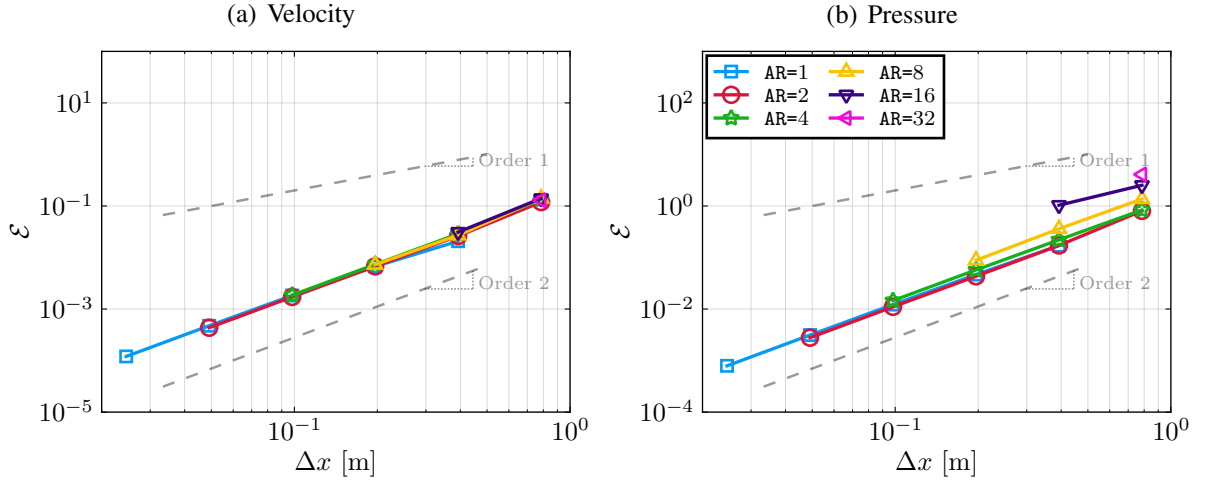 (a) Velocity
(b) Pressure
10^1
10^-1
10^-3
10^-5
ℰ
Order 1
Order 2
10^-1
10^0
Δx [m]
10^2
10^0
10^-2
10^-4
ℰ
AR=1
AR=8
AR=2
AR=16
AR=4
AR=32
Order 1
Order 2
10^-1
10^0
Δx [m]